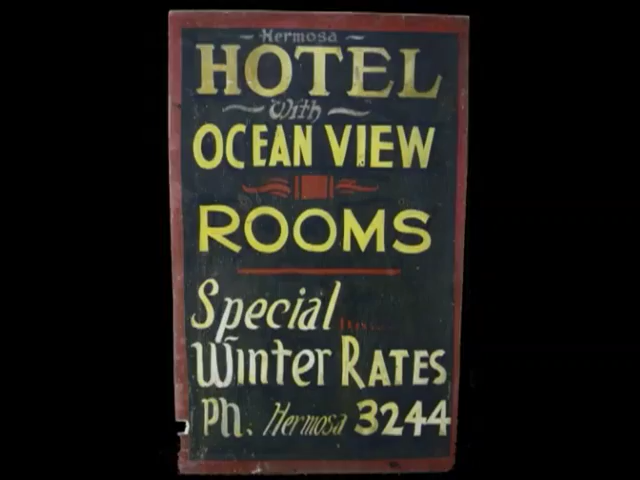 ~ Hermosa ~
HOTEL
~ With ~
OCEAN VIEW
ROOMS
Special
Winter RATES
Ph. Hermosa 3244